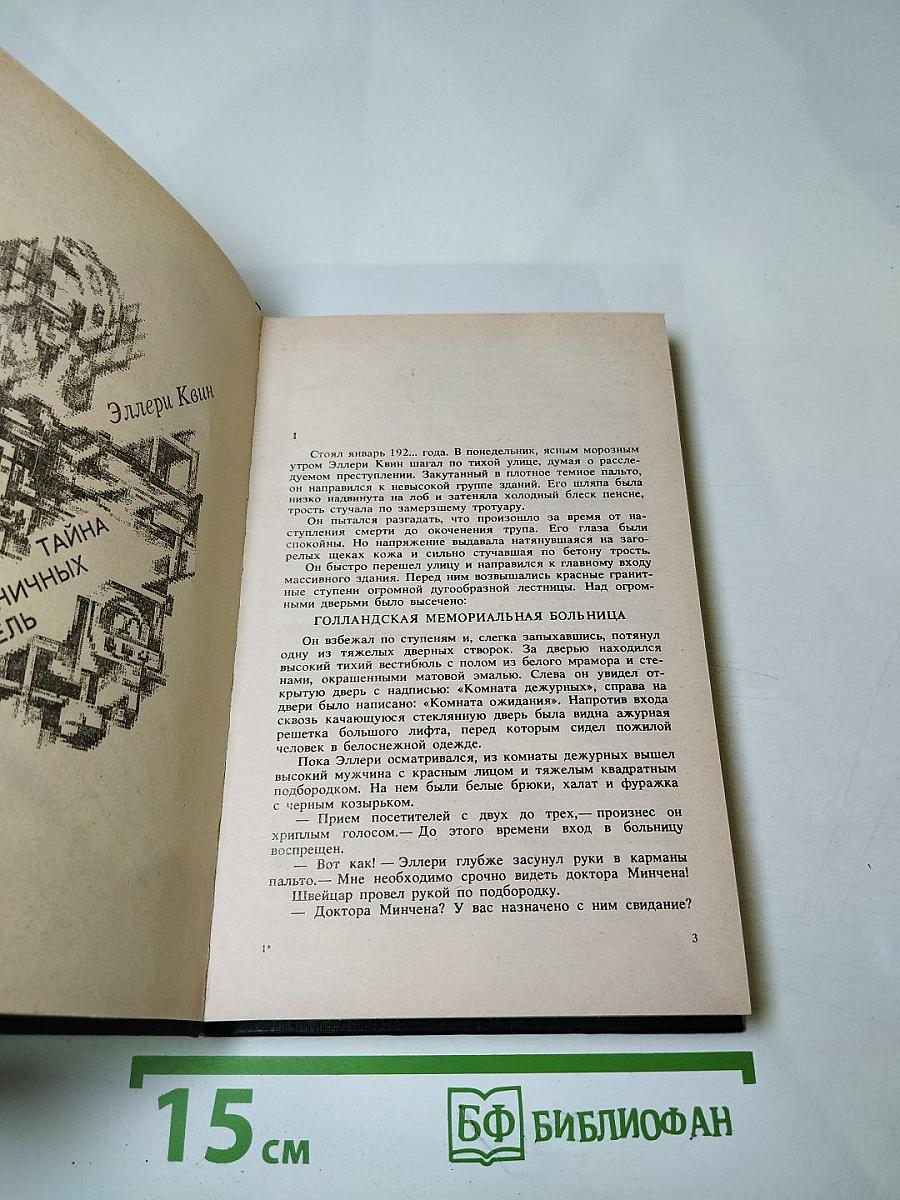 Эллери Квин
ТАЙНА
НИЧНЫХ
ЕЛЬ
1
Стоял январь 192... года. В понедельник, ясным морозным
утром Эллери Квин шагал по тихой улице, думая о рассле-
дуемом преступлении. Закутанный в плотное темное пальто,
он направился к невысокой группе зданий. Его шляпа была
низко надвинута на лоб и затеняла холодный блеск пенсне,
трость стучала по замерзшему тротуару.
Он пытался разгадать, что произошло за время от на-
ступления смерти до окоченения трупа. Его глаза были
спокойны. Но напряжение выдавала натянувшаяся на заго-
релых щеках кожа и сильно стучавшая по бетону трость.
Он быстро перешел улицу и направился к главному входу
массивного здания. Перед ним возвышались красные гранит-
ные ступени огромной дугообразной лестницы. Над огром-
ными дверьми было высечено:
ГОЛЛАНДСКАЯ МЕМОРИАЛЬНАЯ БОЛЬНИЦА
Он взбежал по ступеням и, слегка запыхавшись, потянул
одну из тяжелых дверных створок. За дверью находился
высокий тихий вестибюль с полом из белого мрамора и сте-
нами, окрашенными матовой эмалью. Слева он увидел от-
крытую дверь с надписью: «Комната дежурных», справа на
двери было написано: «Комната ожидания». Напротив входа
сквозь качающуюся стеклянную дверь была видна ажурная
решетка большого лифта, перед которым сидел пожилой
человек в белоснежной одежде.
Пока Эллери осматривался, из комнаты дежурных вышел
высокий мужчина с красным лицом и тяжелым квадратным
подбородком. На нем были белые брюки, халат и фуражка
с черным козырьком.
— Прием посетителей с двух до трех,— произнес он
хриплым голосом.— До этого времени вход в больницу
воспрещен.
— Вот как! — Эллери глубже засунул руки в карманы
пальто.— Мне необходимо срочно видеть доктора Минчена!
Швейцар провел рукой по подбородку.
— Доктора Минчена? У вас назначено с ним свидание?
1*
3
15 см
БФ БИБЛИОФАН